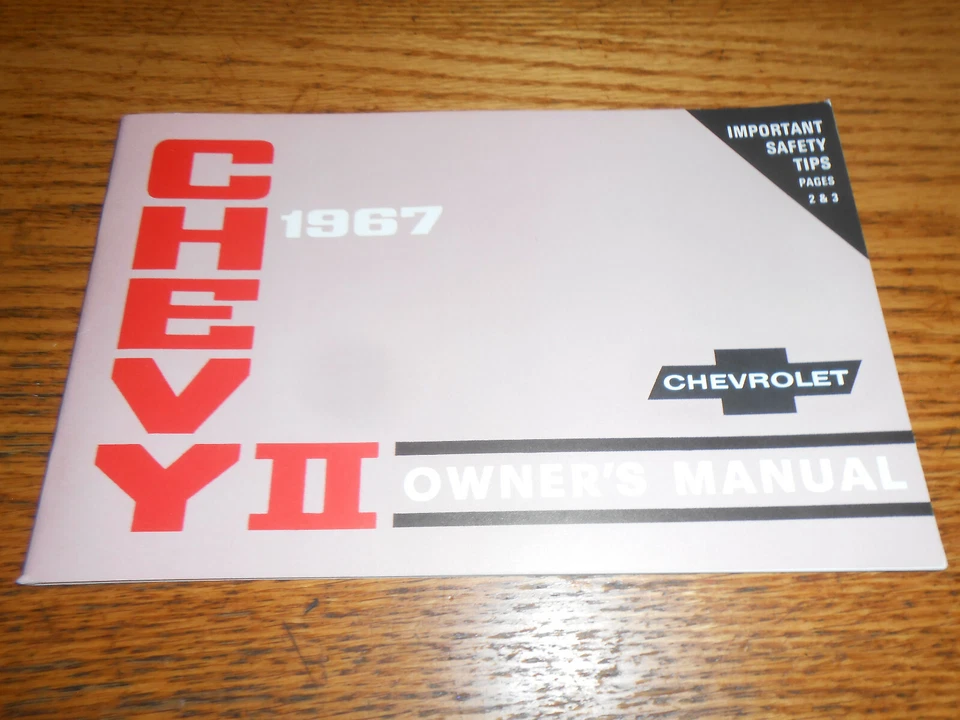 CHEVY II
1967
IMPORTANT
SAFETY
TIPS
PAGES
2 & 3
CHEVROLET
OWNER'S MANUAL